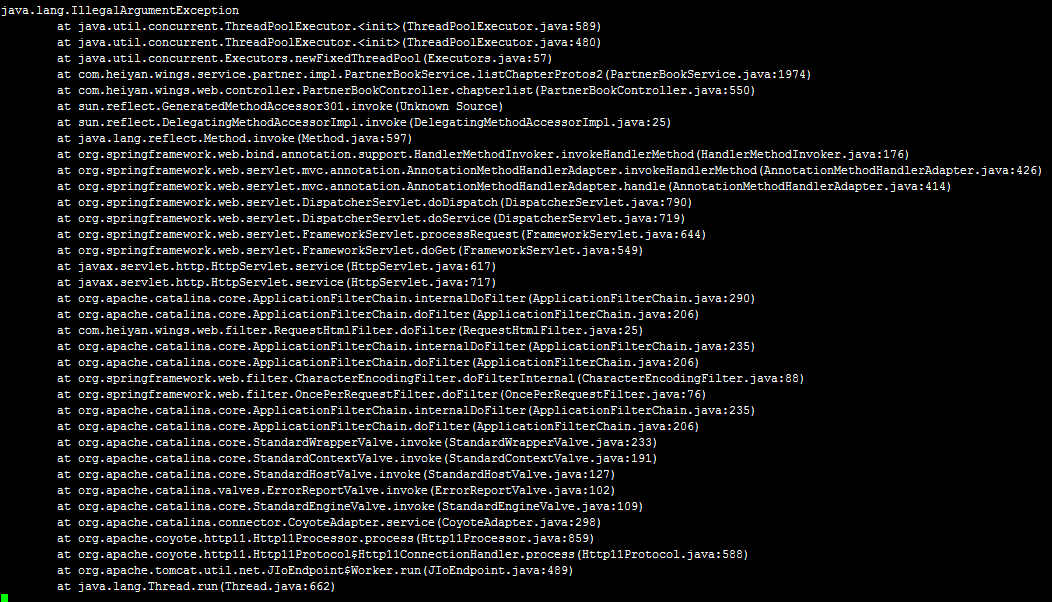 java.lang.IllegalArgumentException
at java.util.concurrent.ThreadPoolExecutor.<init>(ThreadPoolExecutor.java:589)
at java.util.concurrent.ThreadPoolExecutor.<init>(ThreadPoolExecutor.java:480)
at java.util.concurrent.Executors.newFixedThreadPool(Executors.java:57)
at com.heiyan.wings.service.partner.impl.PartnerBookService.listChapterProtos2(PartnerBookService.java:1974)
at com.heiyan.wings.web.controller.PartnerBookController.chapterlist(PartnerBookController.java:550)
at sun.reflect.GeneratedMethodAccessor301.invoke(Unknown Source)
at sun.reflect.DelegatingMethodAccessorImpl.invoke(DelegatingMethodAccessorImpl.java:25)
at java.lang.reflect.Method.invoke(Method.java:597)
at org.springframework.web.bind.annotation.support.HandlerMethodInvoker.invokeHandlerMethod(HandlerMethodInvoker.java:176)
at org.springframework.web.servlet.mvc.annotation.AnnotationMethodHandlerAdapter.invokeHandlerMethod(AnnotationMethodHandlerAdapter.java:426)
at org.springframework.web.servlet.mvc.annotation.AnnotationMethodHandlerAdapter.handle(AnnotationMethodHandlerAdapter.java:414)
at org.springframework.web.servlet.DispatcherServlet.doDispatch(DispatcherServlet.java:790)
at org.springframework.web.servlet.DispatcherServlet.doService(DispatcherServlet.java:719)
at org.springframework.web.servlet.FrameworkServlet.processRequest(FrameworkServlet.java:644)
at org.springframework.web.servlet.FrameworkServlet.doGet(FrameworkServlet.java:549)
at javax.servlet.http.HttpServlet.service(HttpServlet.java:617)
at javax.servlet.http.HttpServlet.service(HttpServlet.java:717)
at org.apache.catalina.core.ApplicationFilterChain.internalDoFilter(ApplicationFilterChain.java:290)
at org.apache.catalina.core.ApplicationFilterChain.doFilter(ApplicationFilterChain.java:206)
at com.heiyan.wings.web.filter.RequestHtmlFilter.doFilter(RequestHtmlFilter.java:25)
at org.apache.catalina.core.ApplicationFilterChain.internalDoFilter(ApplicationFilterChain.java:235)
at org.apache.catalina.core.ApplicationFilterChain.doFilter(ApplicationFilterChain.java:206)
at org.springframework.web.filter.CharacterEncodingFilter.doFilterInternal(CharacterEncodingFilter.java:88)
at org.springframework.web.filter.OncePerRequestFilter.doFilter(OncePerRequestFilter.java:76)
at org.apache.catalina.core.ApplicationFilterChain.internalDoFilter(ApplicationFilterChain.java:235)
at org.apache.catalina.core.ApplicationFilterChain.doFilter(ApplicationFilterChain.java:206)
at org.apache.catalina.core.StandardWrapperValve.invoke(StandardWrapperValve.java:233)
at org.apache.catalina.core.StandardContextValve.invoke(StandardContextValve.java:191)
at org.apache.catalina.core.StandardHostValve.invoke(StandardHostValve.java:127)
at org.apache.catalina.valves.ErrorReportValve.invoke(ErrorReportValve.java:102)
at org.apache.catalina.core.StandardEngineValve.invoke(StandardEngineValve.java:109)
at org.apache.catalina.connector.CoyoteAdapter.service(CoyoteAdapter.java:298)
at org.apache.coyote.http11.Http11Processor.process(Http11Processor.java:859)
at org.apache.coyote.http11.Http11Protocol$Http11ConnectionHandler.process(Http11Protocol.java:588)
at org.apache.tomcat.util.net.JIoEndpoint$Worker.run(JIoEndpoint.java:489)
at java.lang.Thread.run(Thread.java:662)